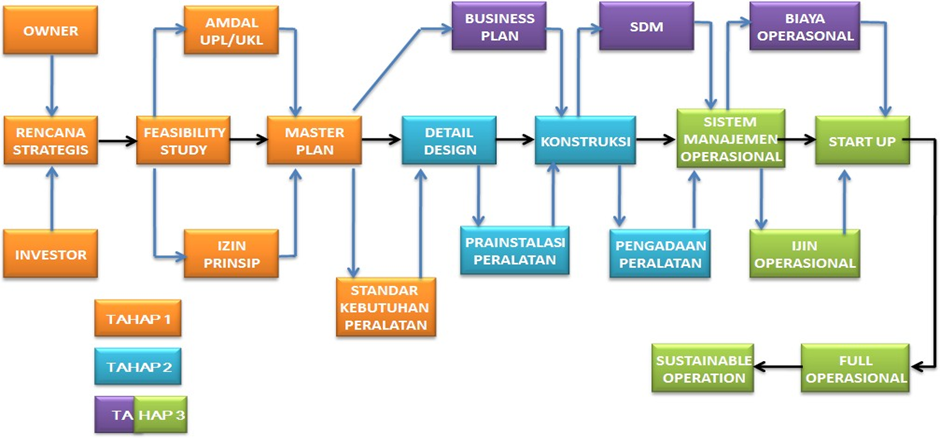 OWNER
AMDAL
UPL/UKL
BUSINESS
PLAN
SDM
BIAYA
OPERASONAL
RENCANA
STRATEGIS
FEASIBILITY
STUDY
MASTER
PLAN
DETAIL
DESIGN
KONSTRUKSI
SISTEM
MANAJEMEN
OPERASIONAL
START UP
INVESTOR
IZIN
PRINSIP
STANDAR
KEBUTUHAN
PERALATAN
PRAINSTALASI
PERALATAN
PENGADAAN
PERALATAN
IJIN
OPERASIONAL
TAHAP 1
TAHAP 2
TAHAP 3
SUSTAINABLE
OPERATION
FULL
OPERASIONAL